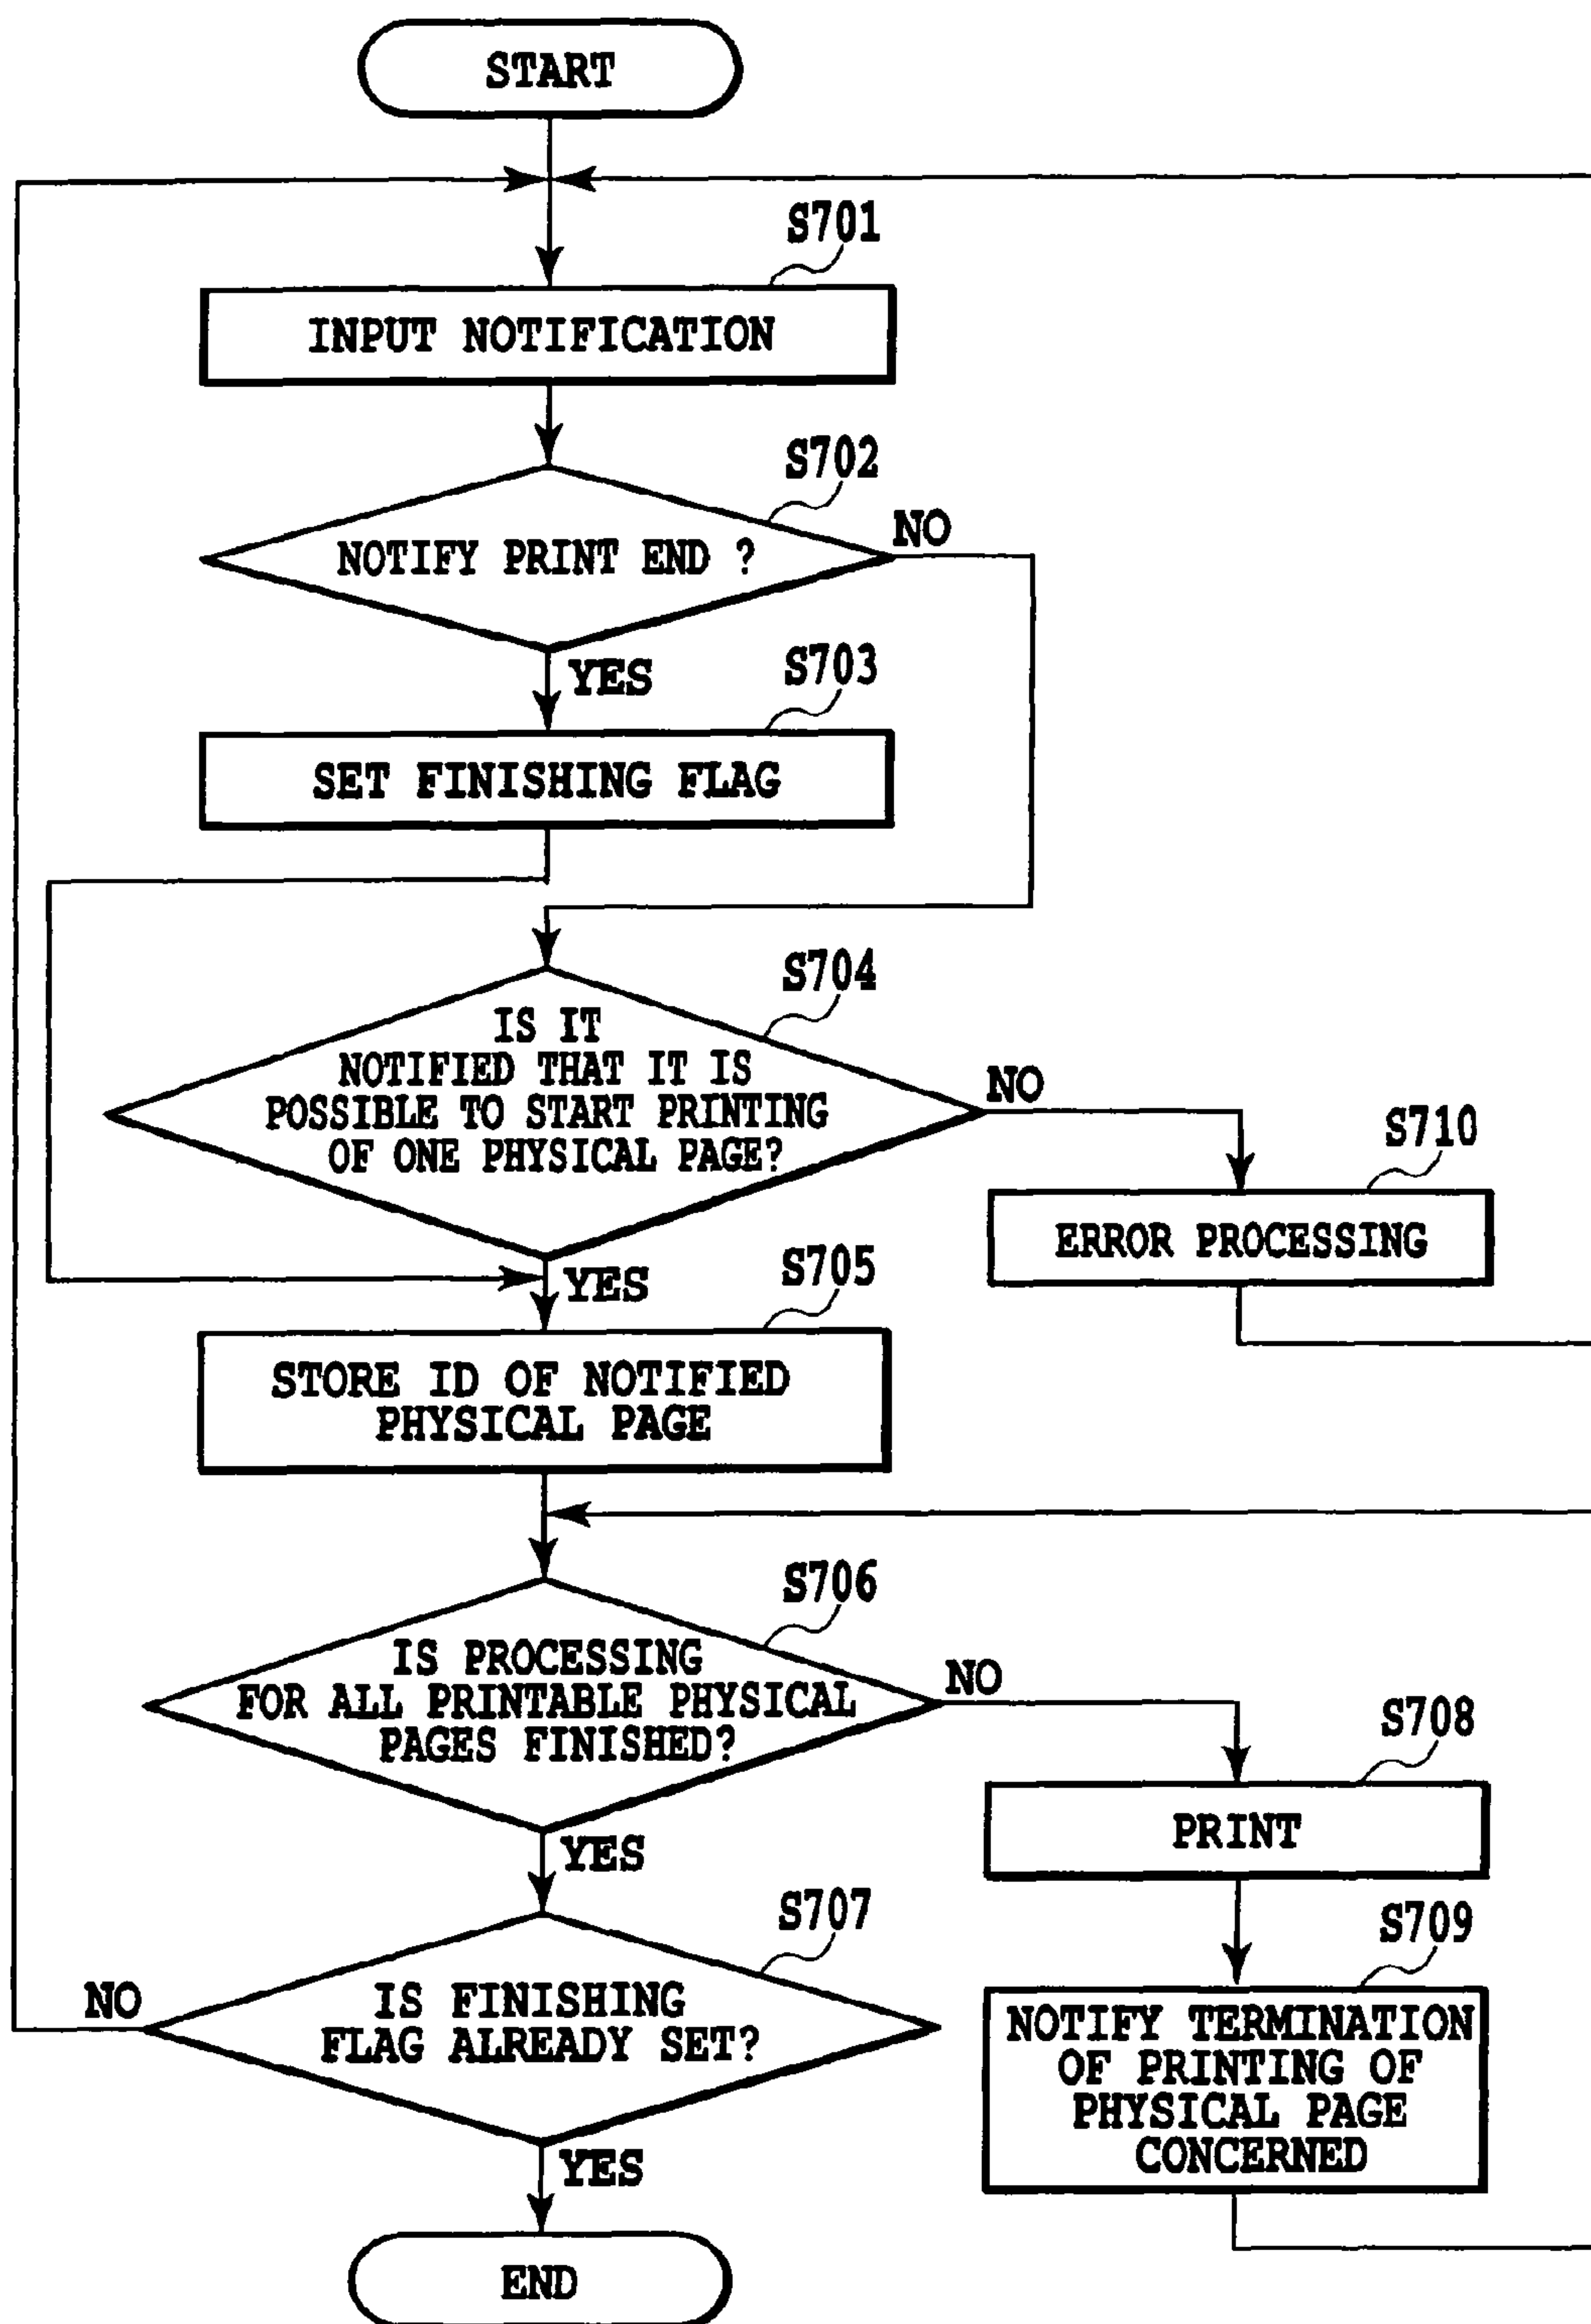 START
S701
INPUT NOTIFICATION
S702
NOTIFY PRINT END ?
NO
YES
S703
SET FINISHING FLAG
S704
IS IT
NOTIFIED THAT IT IS
POSSIBLE TO START PRINTING
OF ONE PHYSICAL PAGE?
NO
YES
S710
ERROR PROCESSING
S705
STORE ID OF NOTIFIED
PHYSICAL PAGE
S706
IS PROCESSING
FOR ALL PRINTABLE PHYSICAL
PAGES FINISHED?
NO
YES
S708
PRINT
S709
NOTIFY TERMINATION
OF PRINTING OF
PHYSICAL PAGE
CONCERNED
S707
IS FINISHING
FLAG ALREADY SET?
NO
YES
END